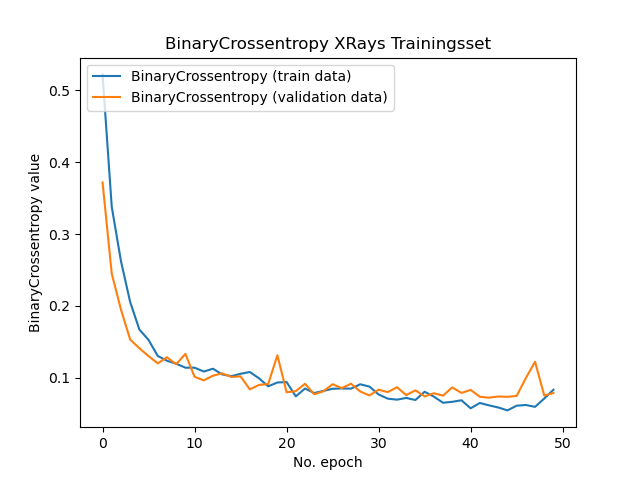 BinaryCrossentropy XRays Trainingsset
BinaryCrossentropy (train data)
BinaryCrossentropy (validation data)
BinaryCrossentropy value
0.5
0.4
0.3
0.2
0.1
0 10 20 30 40 50
No. epoch